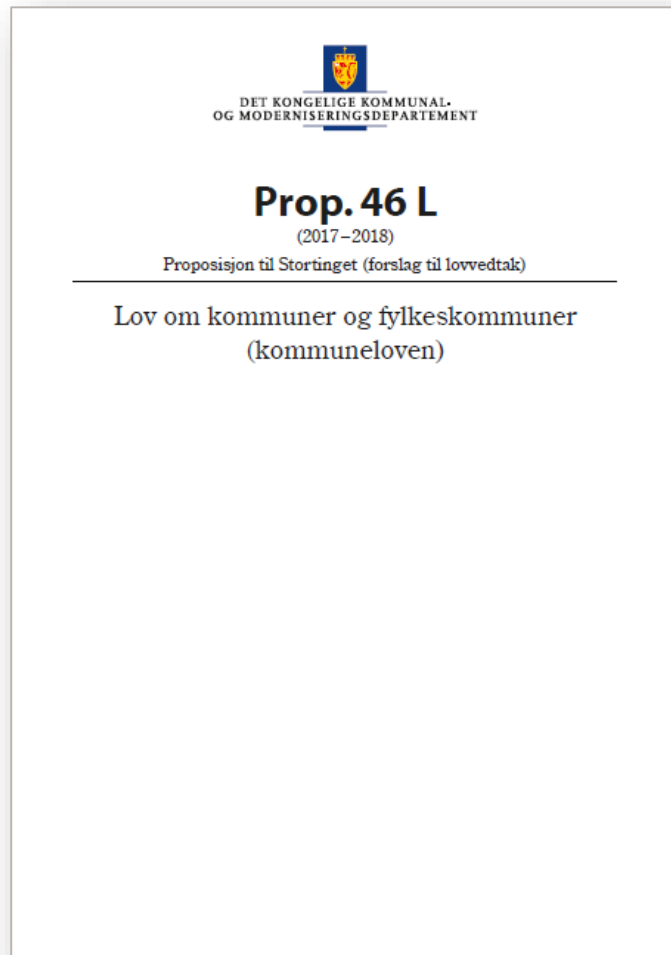 DET KONGELIGE KOMMUNAL-
OG MODERNISERINGSDEPARTEMENT
Prop. 46 L
(2017–2018)
Proposisjon til Stortinget (forslag til lovvedtak)
Lov om kommuner og fylkeskommuner
(kommuneloven)